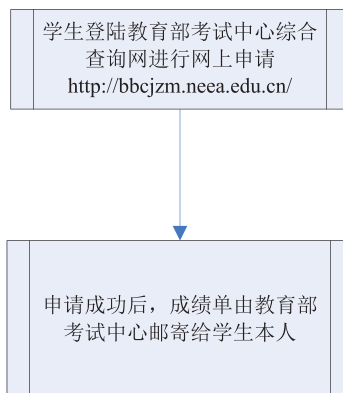 学生登陆教育部考试中心综合
查询网进行网上申请
http://bbcjzm.neea.edu.cn/
申请成功后，成绩单由教育部
考试中心邮寄给学生本人